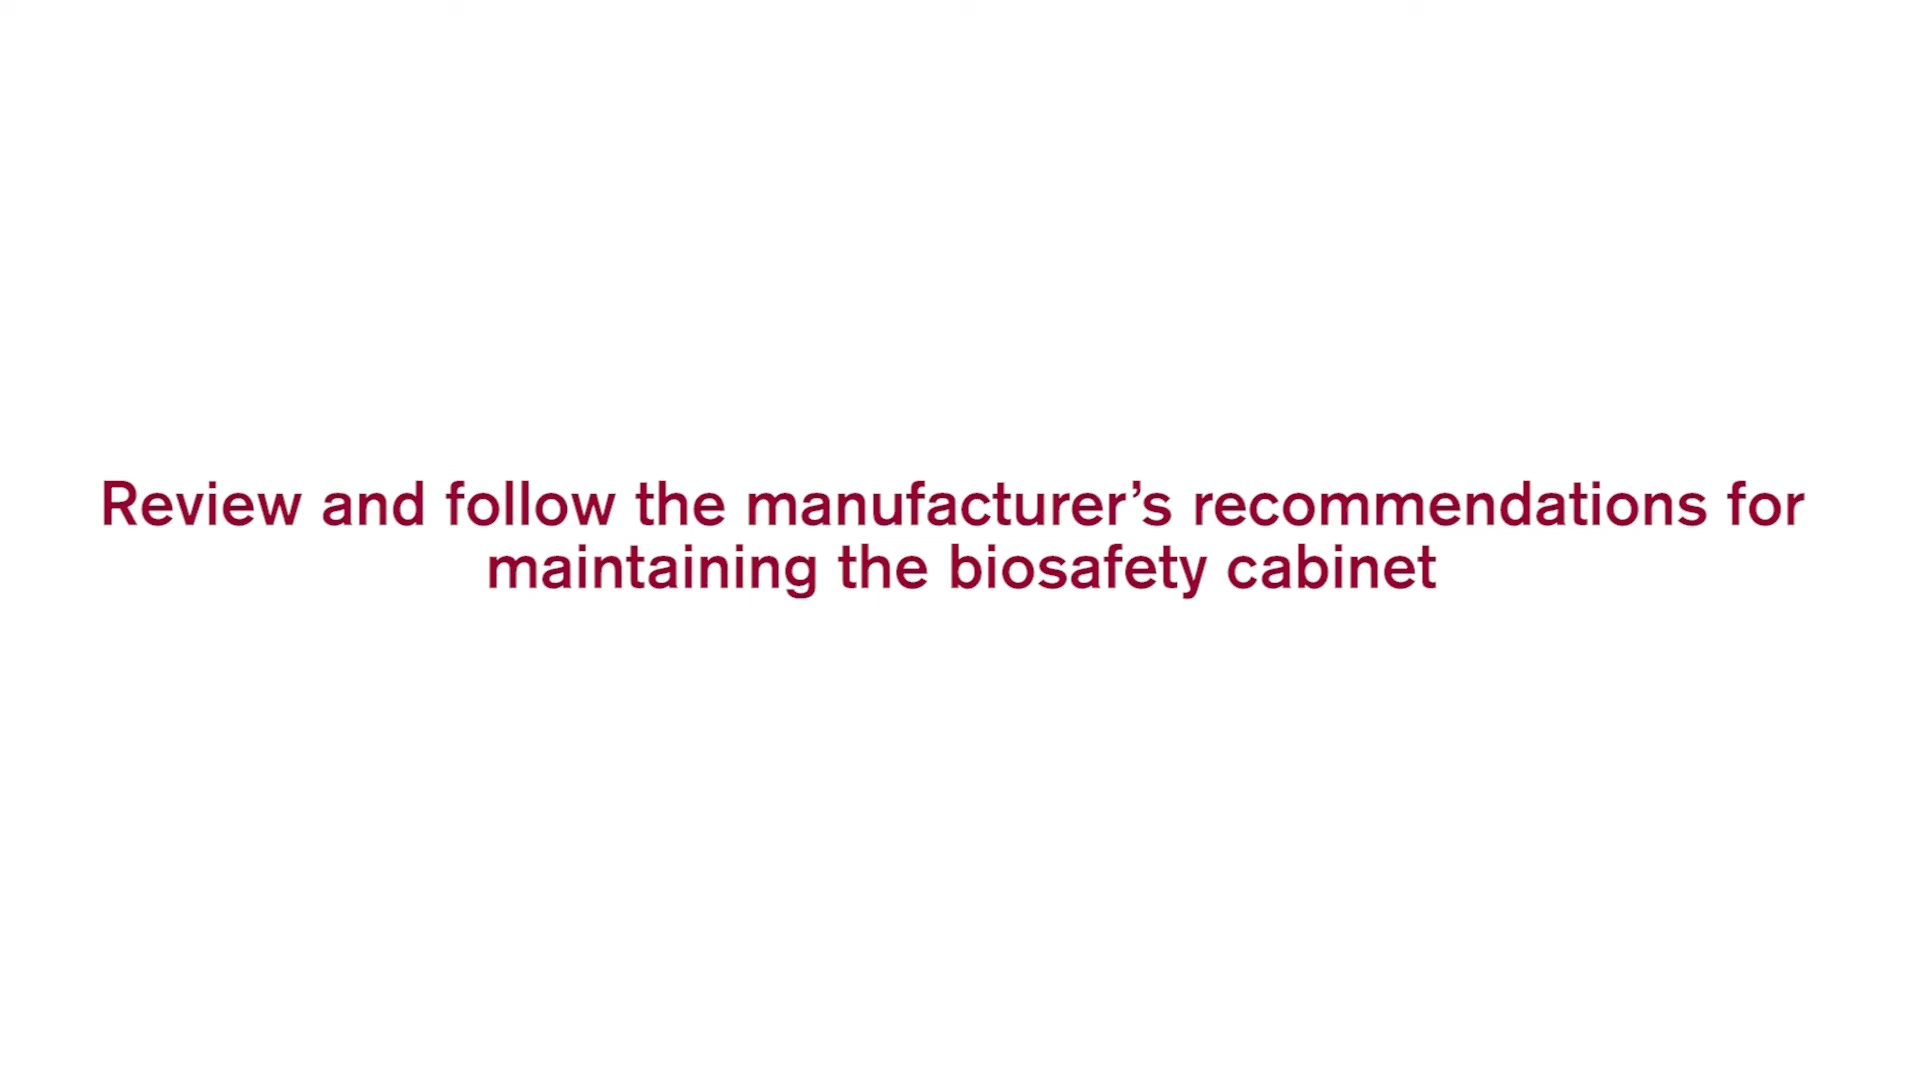 Review and follow the manufacturer’s recommendations for
maintaining the biosafety cabinet